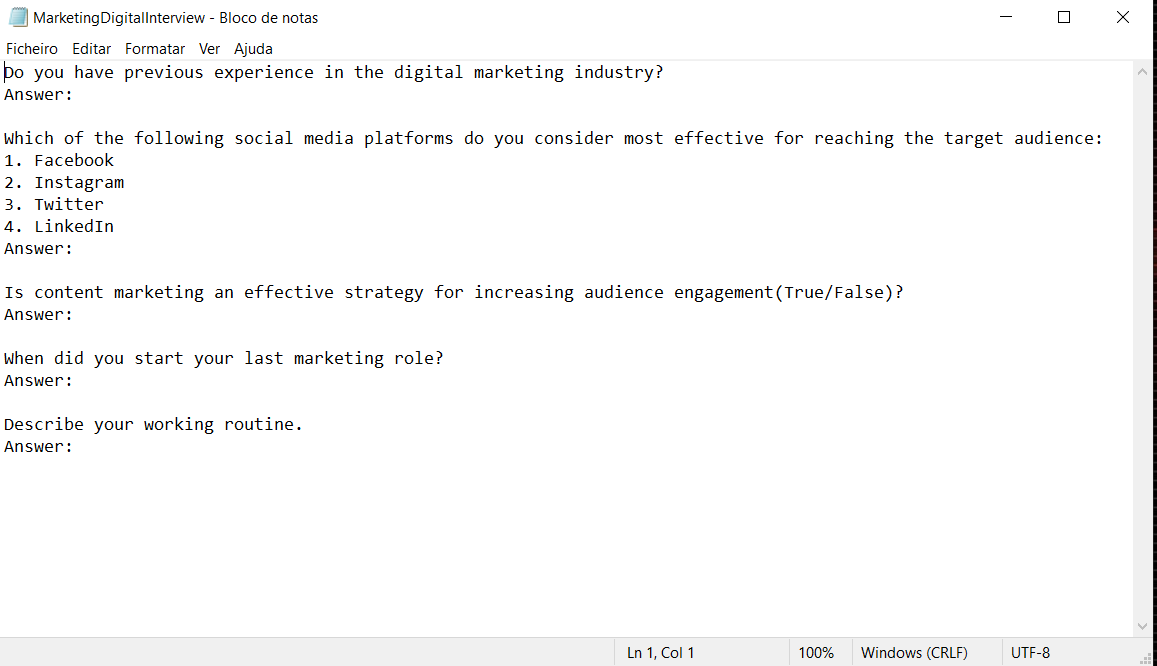 MarketingDigitalInterview - Bloco de notas
Ficheiro Editar Formatar Ver Ajuda
Do you have previous experience in the digital marketing industry?
Answer:
Which of the following social media platforms do you consider most effective for reaching the target audience:
1. Facebook
2. Instagram
3. Twitter
4. LinkedIn
Answer:
Is content marketing an effective strategy for increasing audience engagement(True/False)?
Answer:
When did you start your last marketing role?
Answer:
Describe your working routine.
Answer:
Ln 1, Col 1 100% Windows (CRLF) UTF-8